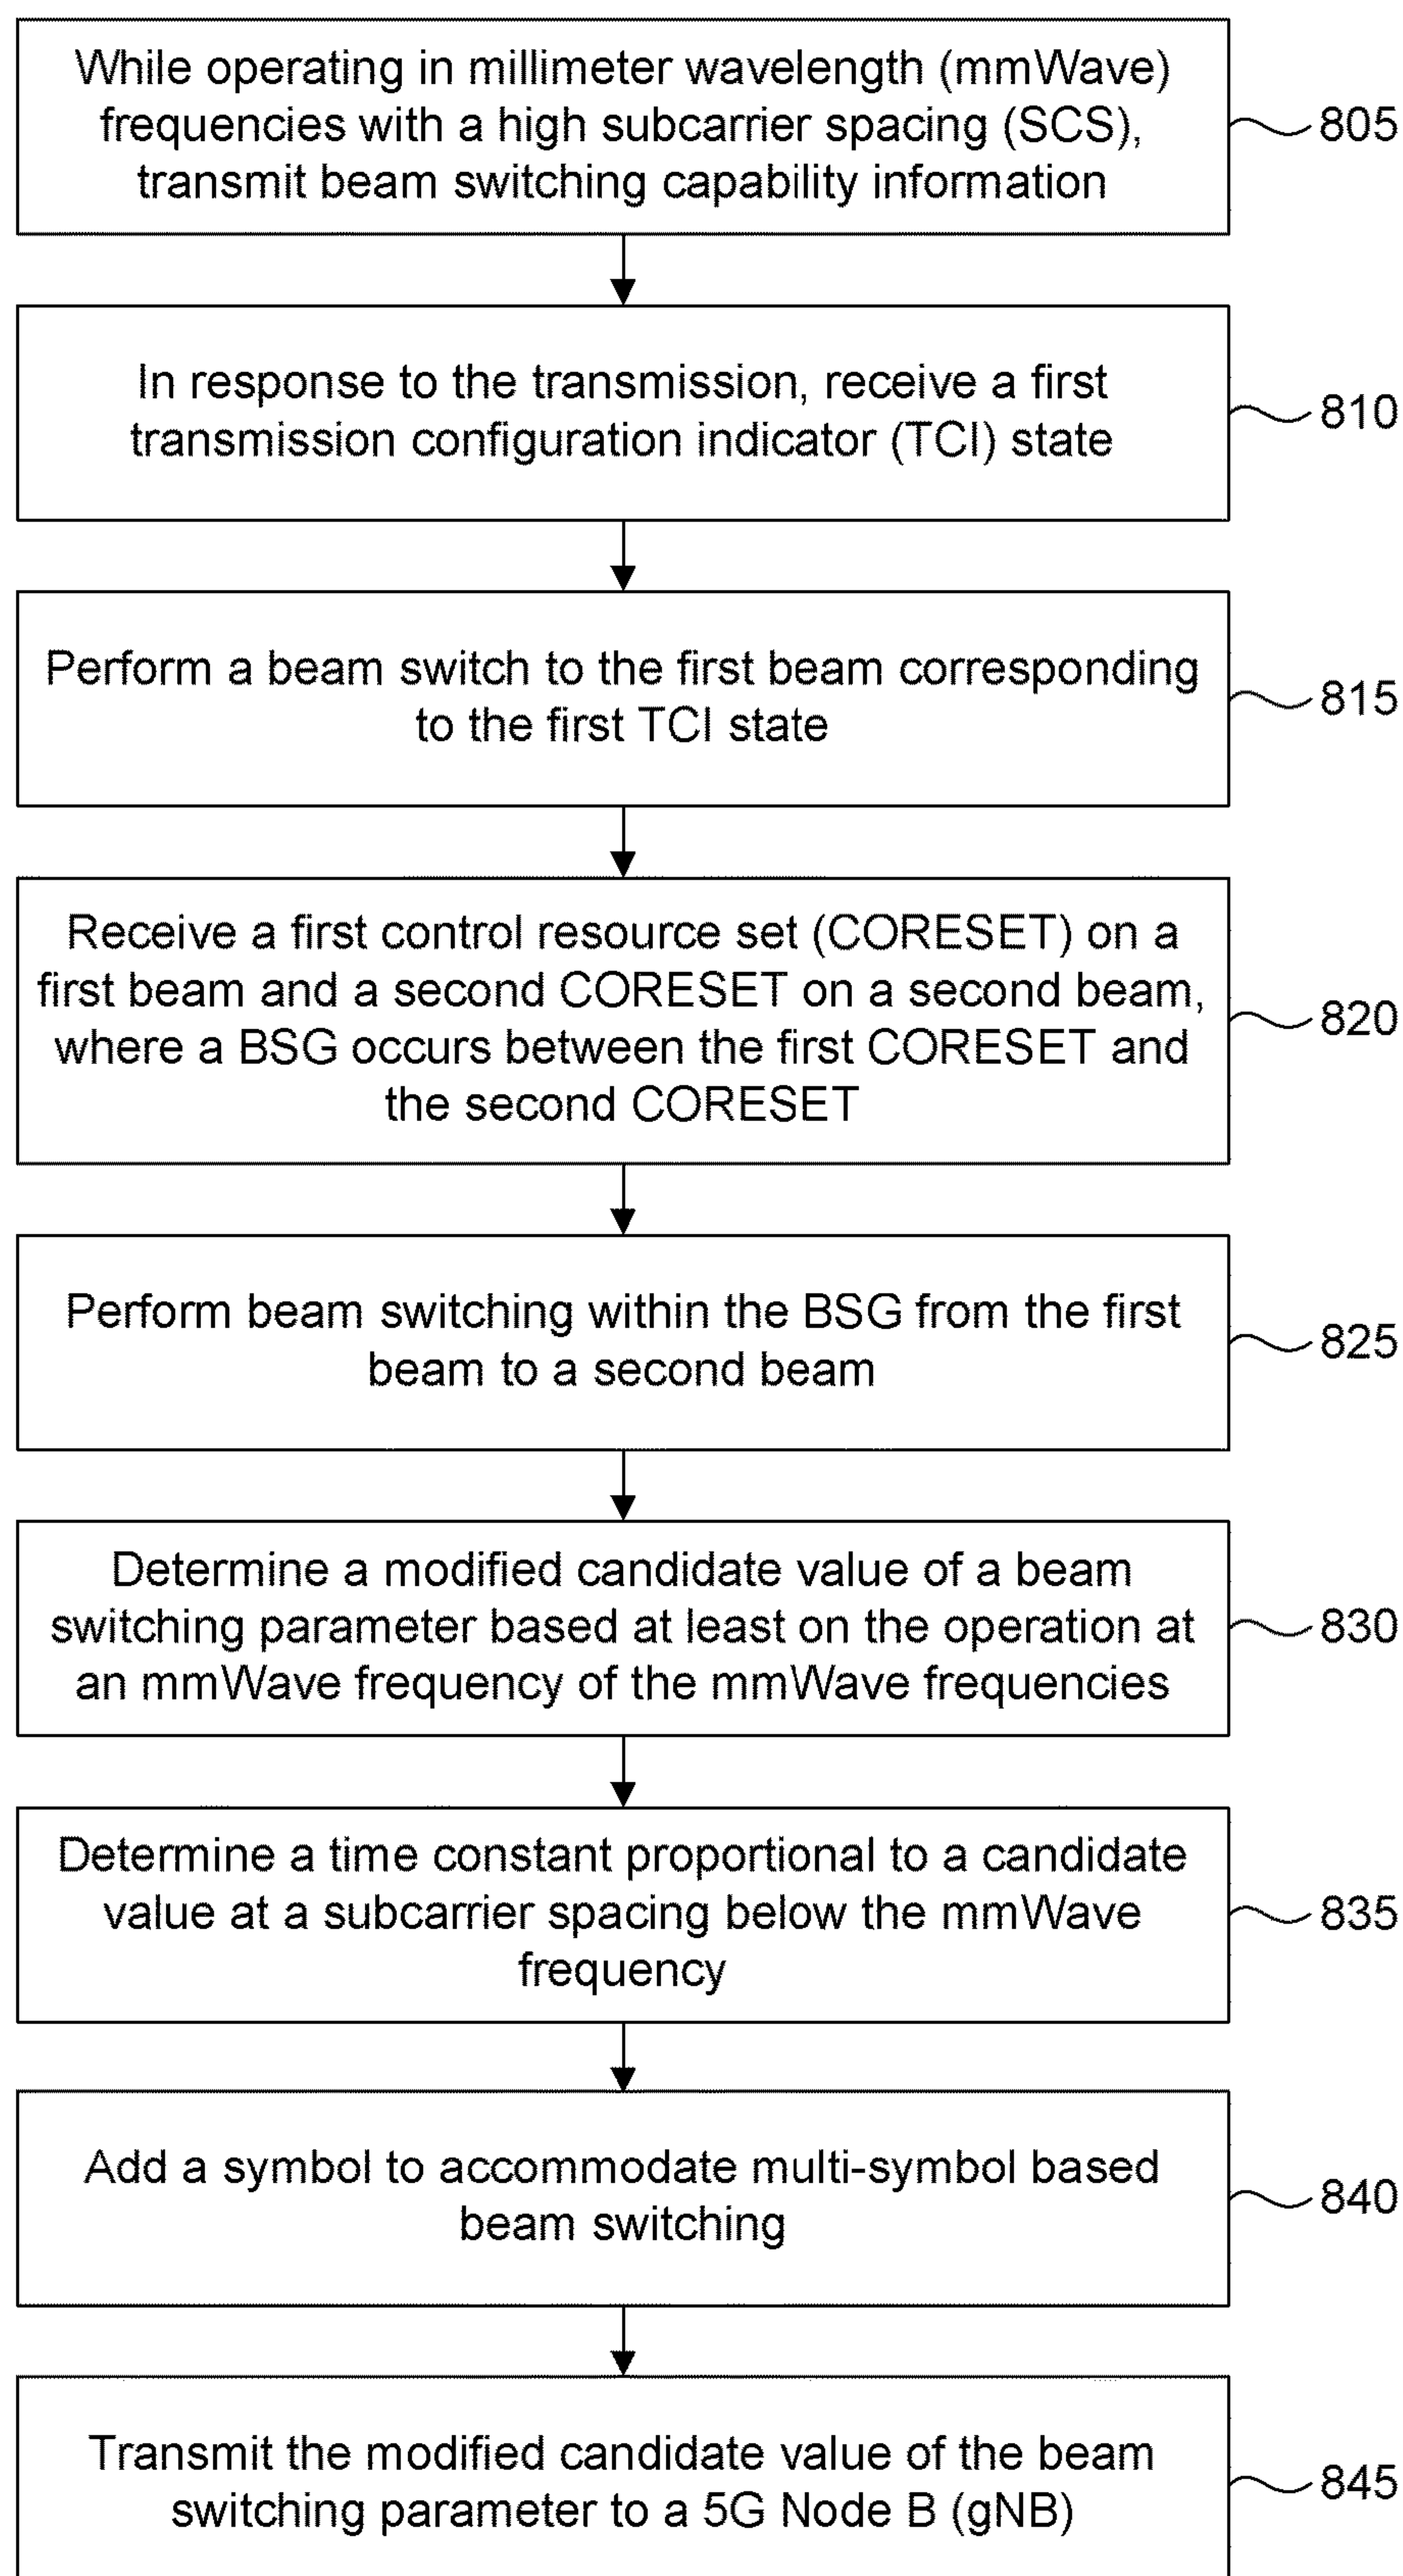 While operating in millimeter wavelength (mmWave)
frequencies with a high subcarrier spacing (SCS),
transmit beam switching capability information
805
In response to the transmission, receive a first
transmission configuration indicator (TCI) state
810
Perform a beam switch to the first beam corresponding
to the first TCI state
815
Receive a first control resource set (CORESET) on a
first beam and a second CORESET on a second beam,
where a BSG occurs between the first CORESET and
the second CORESET
820
Perform beam switching within the BSG from the first
beam to a second beam
825
Determine a modified candidate value of a beam
switching parameter based at least on the operation at
an mmWave frequency of the mmWave frequencies
830
Determine a time constant proportional to a candidate
value at a subcarrier spacing below the mmWave
frequency
835
Add a symbol to accommodate multi-symbol based
beam switching
840
Transmit the modified candidate value of the beam
switching parameter to a 5G Node B (gNB)
845